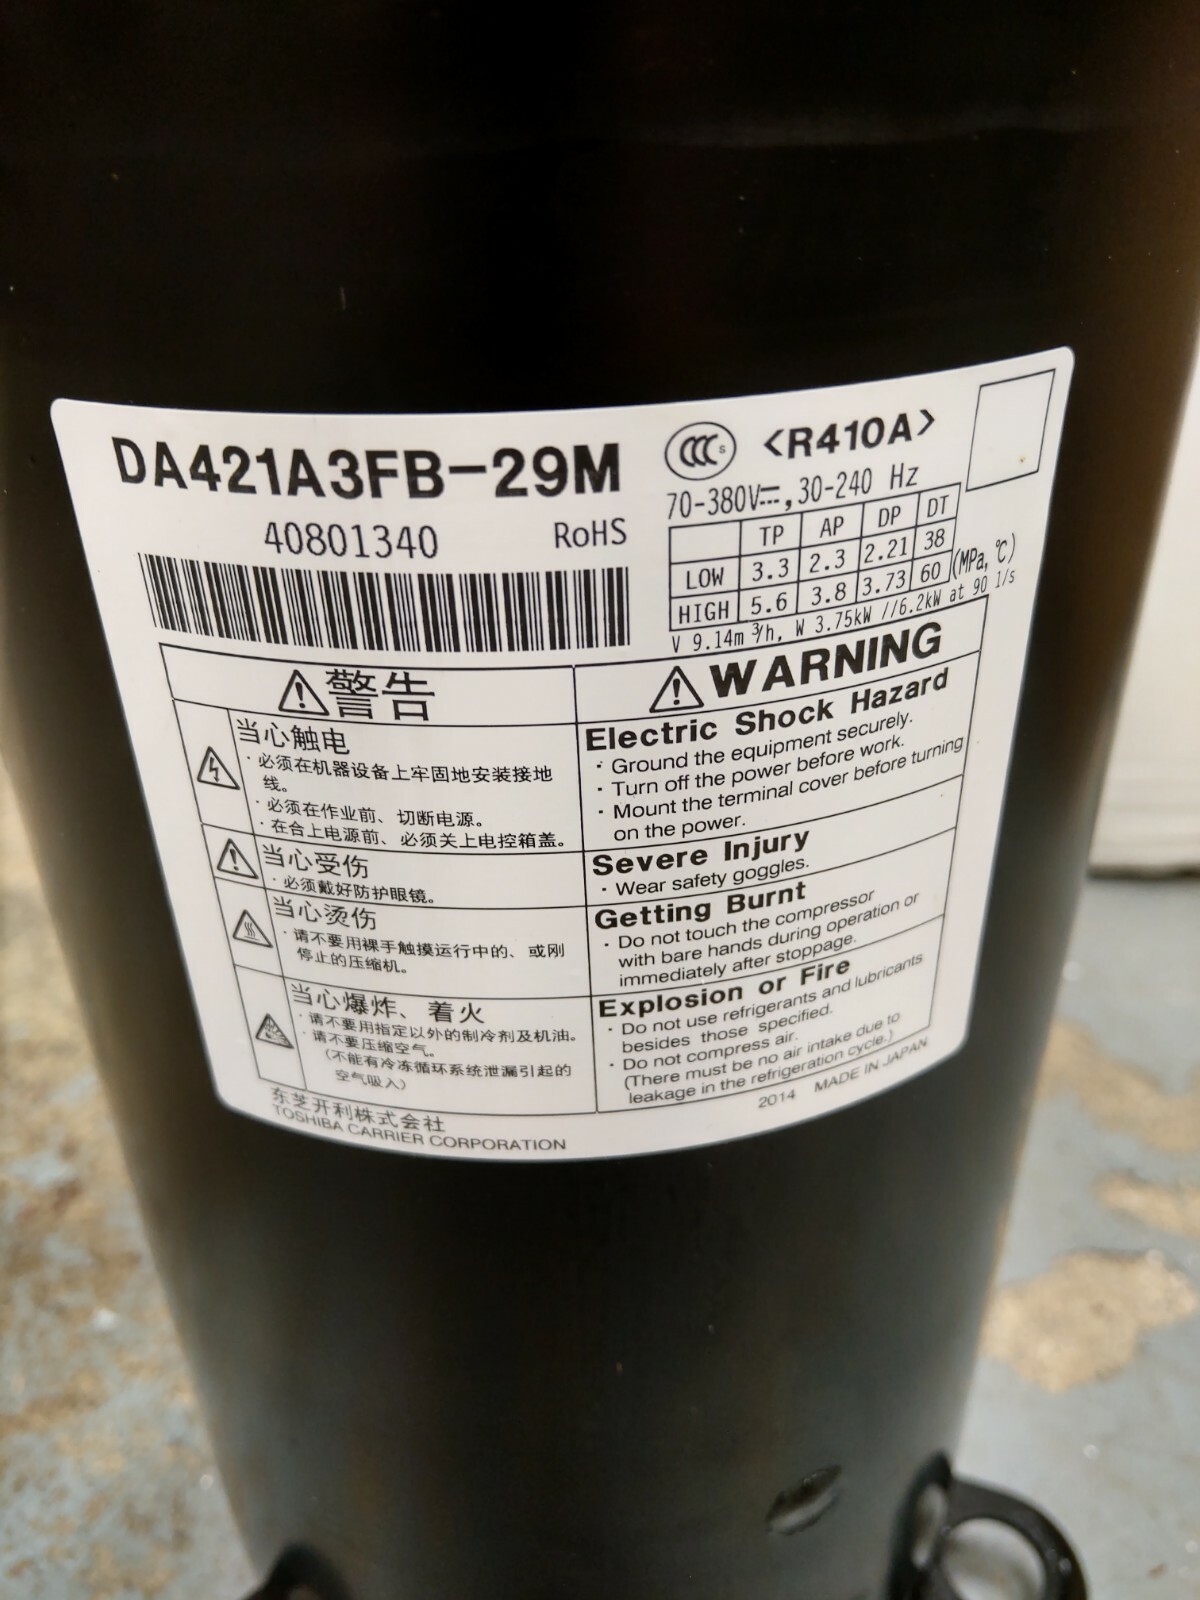 DA421A3FB-29M
40801340 RoHS
CCC S <R410A>
70-380V⎓, 30-240 Hz
TP AP DP DT
LOW 3.3 2.3 2.21 38
HIGH 5.6 3.8 3.73 60 (MPa, ℃)
V 9.14m³/h, W 3.75kW //6.2kW at 90 1/s
警告
当心触电
・必须在机器设备上牢固地安装接地
线。
・必须在作业前、切断电源。
・在合上电源前、必须关上电控箱盖。
当心受伤
・必须戴好防护眼镜。
当心烫伤
・请不要用裸手触摸运行中的、或刚
停止的压缩机。
当心爆炸、着火
・请不要用指定以外的制冷剂及机油。
・请不要压缩空气。
(不能有冷冻循环系统泄漏引起的
空气吸入)
WARNING
Electric Shock Hazard
・Ground the equipment securely.
・Turn off the power before work.
・Mount the terminal cover before turning
on the power.
Severe Injury
・Wear safety goggles.
Getting Burnt
・Do not touch the compressor
with bare hands during operation or
immediately after stoppage.
Explosion or Fire
・Do not use refrigerants and lubricants
besides those specified.
・Do not compress air.
(There must be no air intake due to
leakage in the refrigeration cycle.)
东芝开利株式会社
TOSHIBA CARRIER CORPORATION
2014 MADE IN JAPAN